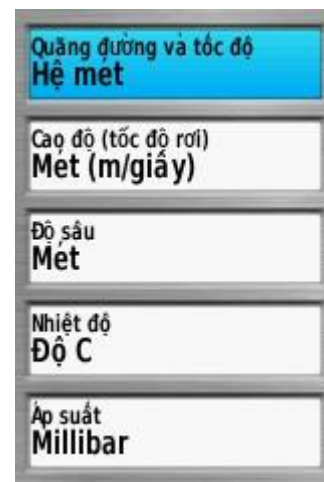 Quãng đường và tốc độ
Hệ mét
Cao độ (tốc độ rơi)
Mét (m/giây)
Độ sâu
Mét
Nhiệt độ
Độ C
Áp suất
Millibar